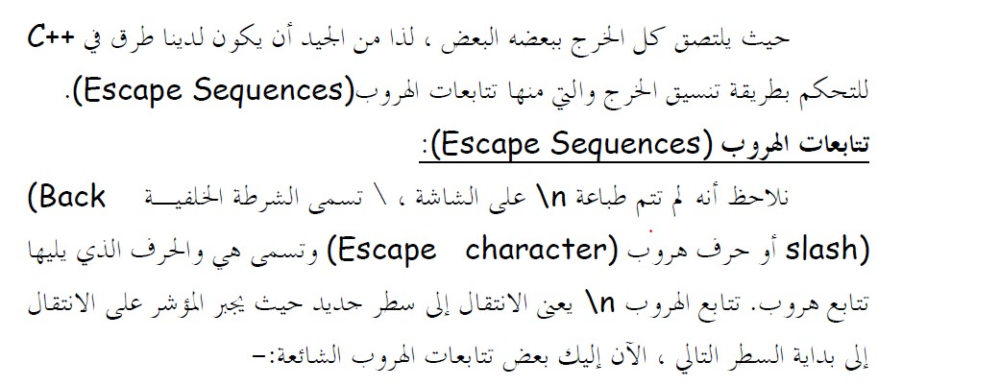 حيث يلتصق كل الخرج ببعضه البعض ، لذا من الجيد أن يكون لدينا طرق في C++
للتحكم بطريقة تنسيق الخرج والتي منها تتابعات الهروب(Escape Sequences).
تتابعات الهروب (Escape Sequences):
نلاحظ أنه لم تتم طباعة \n على الشاشة ، \ تسمى الشرطة الخلفيـــة (Back
slash) أو حرف هروب (Escape character) وتسمى هي والحرف الذي يليها
تتابع هروب. تتابع الهروب \n يعنى الانتقال إلى سطر جديد حيث يجبر المؤشر على الانتقال
إلى بداية السطر التالي ، الآن إليك بعض تتابعات الهروب الشائعة:-